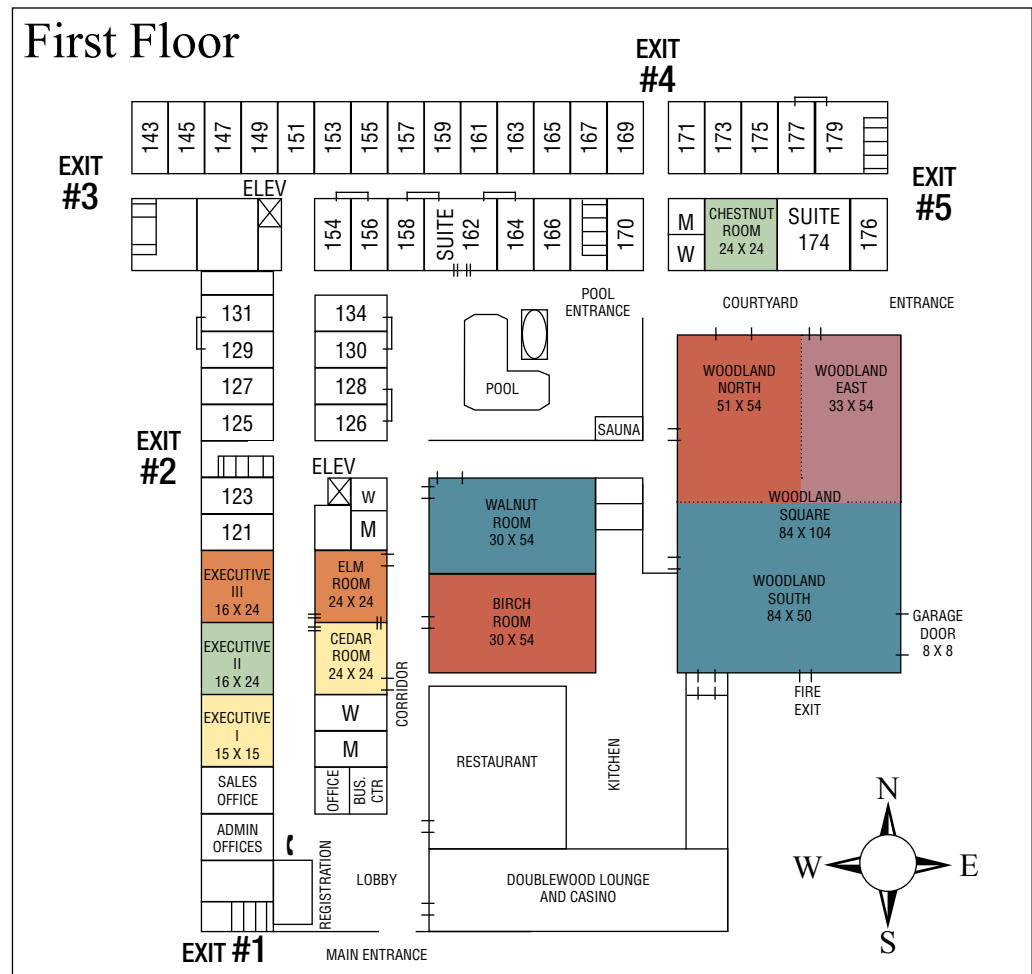 First Floor
EXIT
#4
143 145 147 149 151 153 155 157 159 161 163 165 167 169
171 173 175 177 179
EXIT
#3
ELEV
154 156 158 SUITE 162 164 166 170
M
W
CHESTNUT
ROOM
24 X 24
SUITE
174
176
EXIT
#5
131
129
127
125
134
130
128
126
POOL
ENTRANCE
POOL
SAUNA
COURTYARD
ENTRANCE
WOODLAND
NORTH
51 X 54
WOODLAND
EAST
33 X 54
WOODLAND
SQUARE
84 X 104
WOODLAND
SOUTH
84 X 50
GARAGE
DOOR
8 X 8
FIRE
EXIT
EXIT
#2
ELEV
W
M
123
121
WALNUT
ROOM
30 X 54
BIRCH
ROOM
30 X 54
EXECUTIVE
III
16 X 24
EXECUTIVE
II
16 X 24
EXECUTIVE
I
15 X 15
ELM
ROOM
24 X 24
CEDAR
ROOM
24 X 24
CORRIDOR
W
M
OFFICE
BUS.
CTR
SALES
OFFICE
ADMIN
OFFICES
RESTAURANT
KITCHEN
REGISTRATION
LOBBY
DOUBLEWOOD LOUNGE
AND CASINO
EXIT #1
MAIN ENTRANCE
N
W
E
S